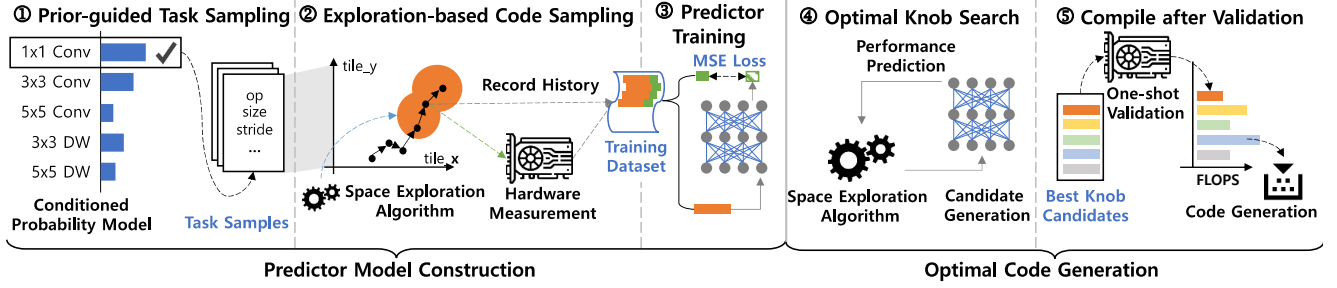 ① Prior-guided Task Sampling
1x1 Conv
3x3 Conv
5x5 Conv
3x3 DW
5x5 DW
Conditioned
Probability Model
op
size
stride
...
Task Samples
② Exploration-based Code Sampling
tile_y
tile_x
Record History
Space Exploration
Algorithm
Hardware
Measurement
Training
Dataset
③ Predictor
Training
MSE Loss
Predictor Model Construction
④ Optimal Knob Search
Performance
Prediction
Space Exploration
Algorithm
Candidate
Generation
⑤ Compile after Validation
One-shot
Validation
Best Knob
Candidates
FLOPS
Code Generation
Optimal Code Generation